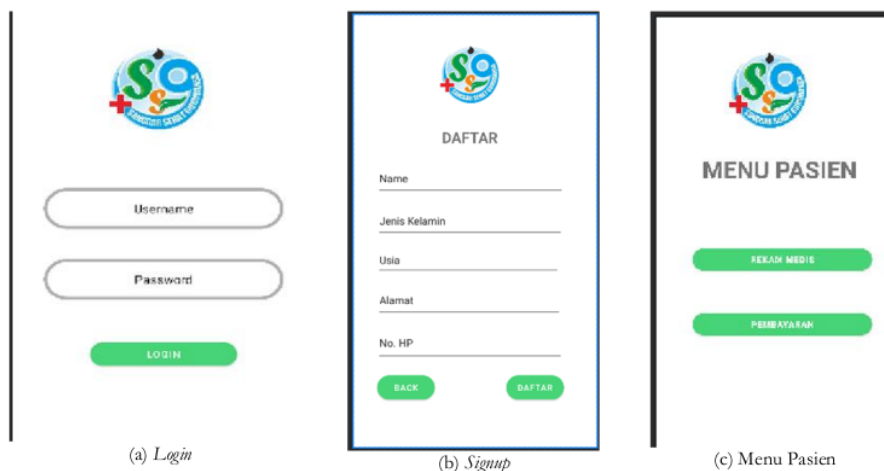 Username
Password
LOGIN
(a) Login
DAFTAR
Name
Jenis Kelamin
Usia
Alamat
No. HP
BACK
DAFTAR
(b) Signup
MENU PASIEN
REKAM MEDIS
PEMBAYARAN
(c) Menu Pasien